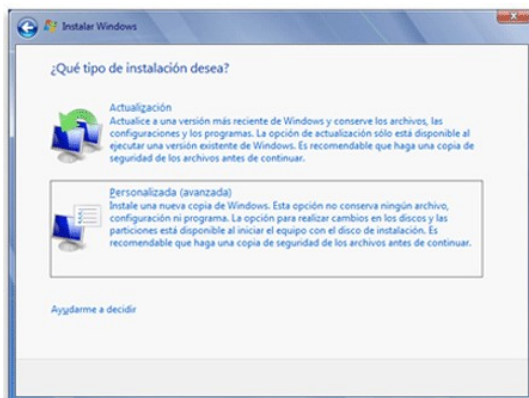 Instalar Windows
¿Qué tipo de instalación desea?
Actualización
Actualice a una versión más reciente de Windows y conserve los archivos, las
configuraciones y los programas. La opción de actualización sólo está disponible al
ejecutar una versión existente de Windows. Es recomendable que haga una copia de
seguridad de los archivos antes de continuar.
Personalizada (avanzada)
Instale una nueva copia de Windows. Esta opción no conserva ningún archivo,
configuración ni programa. La opción para realizar cambios en los discos y las
particiones está disponible al iniciar el equipo con el disco de instalación. Es
recomendable que haga una copia de seguridad de los archivos antes de continuar.
Ayudarme a decidir